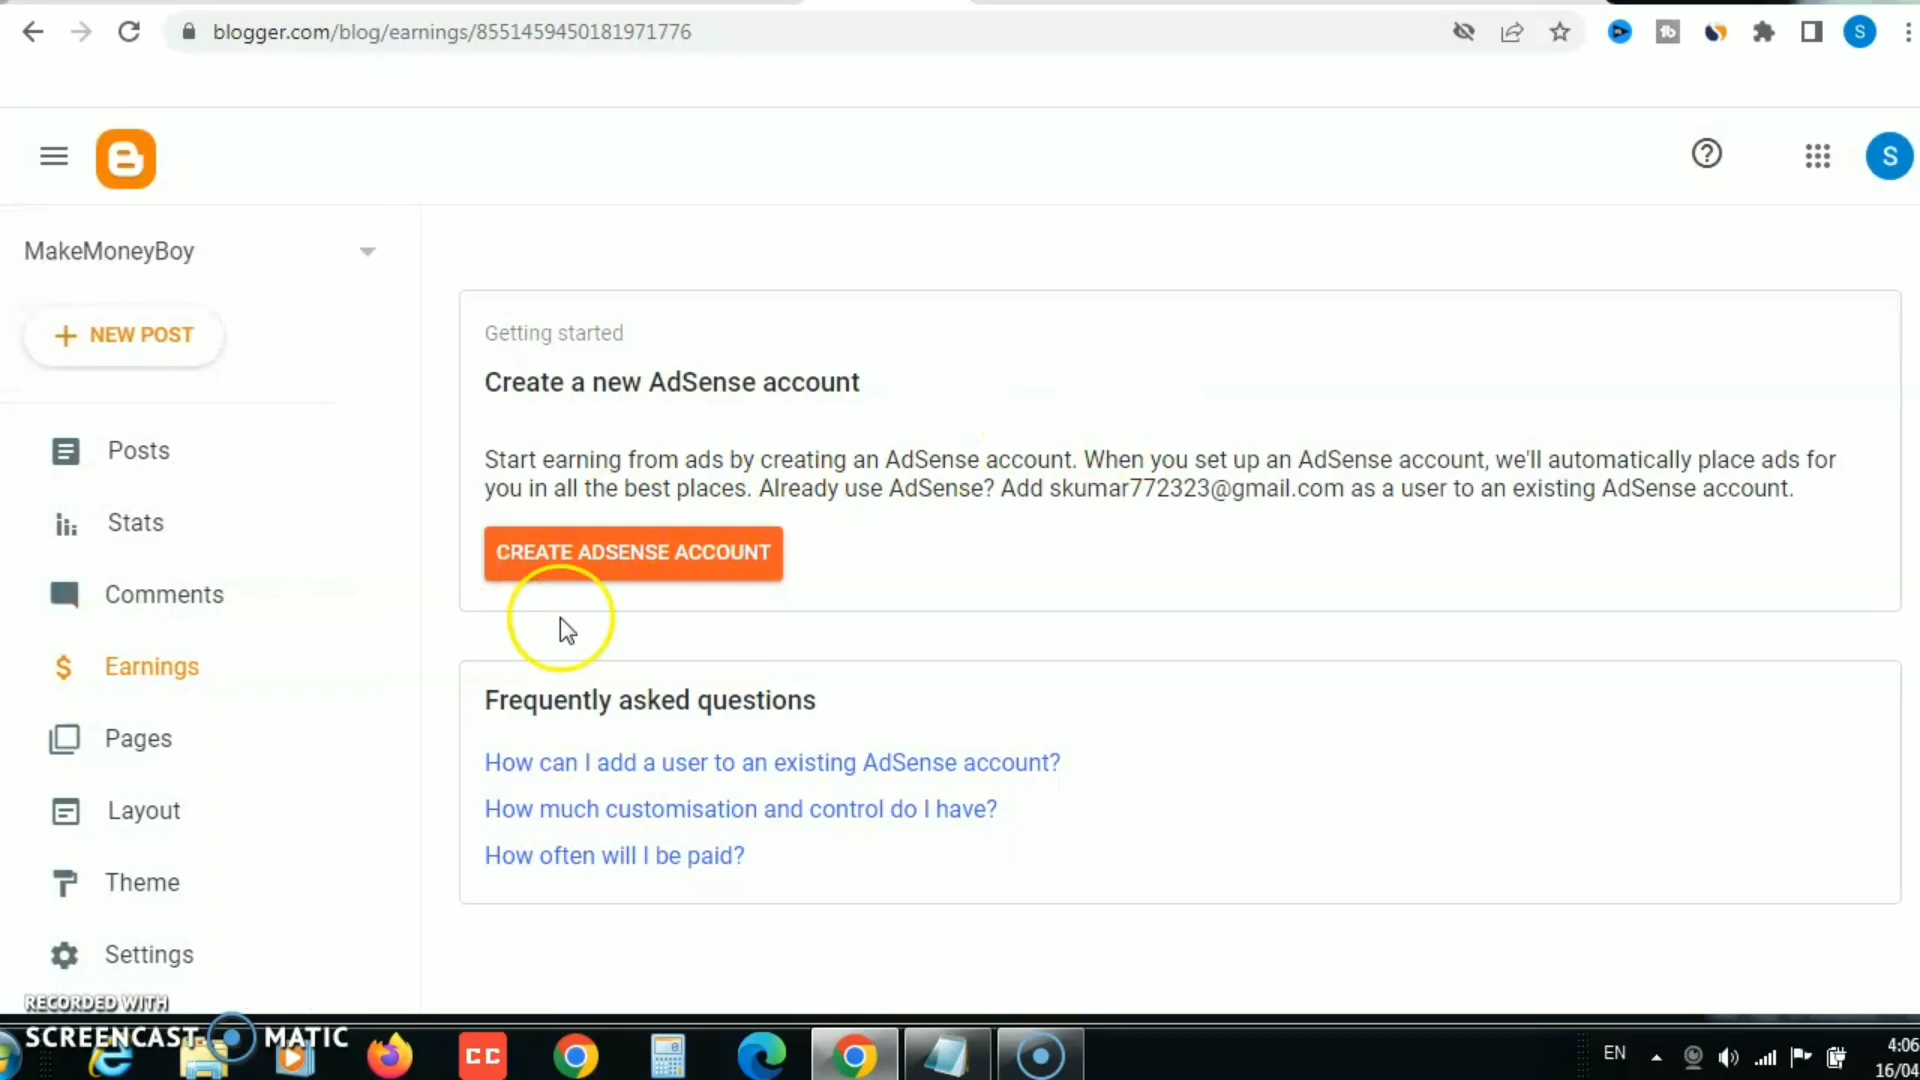 blogger.com/blog/earnings/8551459450181971776
S
S
MakeMoneyBoy
NEW POST
Posts
Stats
Comments
Earnings
Pages
Layout
Theme
Settings
Getting started
Create a new AdSense account
Start earning from ads by creating an AdSense account. When you set up an AdSense account, we'll automatically place ads for
you in all the best places. Already use AdSense? Add skumar772323@gmail.com as a user to an existing AdSense account.
CREATE ADSENSE ACCOUNT
Frequently asked questions
How can I add a user to an existing AdSense account?
How much customisation and control do I have?
How often will I be paid?
RECORDED WITH
SCREENCAST MATIC
CC
EN
4:06
16/04